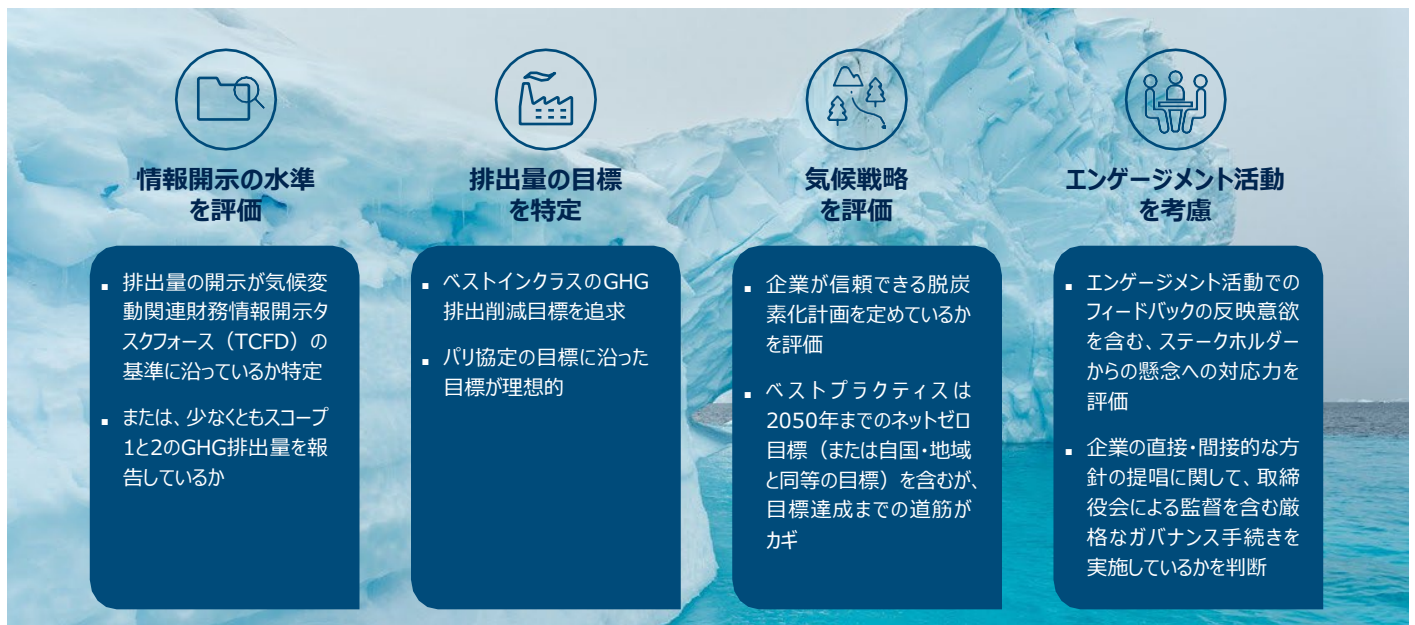 情報開示の水準
を評価
排出量の目標
を特定
気候戦略
を評価
エンゲージメント活動
を考慮
▪ 排出量の開示が気候変
動関連財務情報開示タ
スクフォース（TCFD）の
基準に沿っているか特定
▪ または、少なくともスコープ
1と2のGHG排出量を報
告しているか
▪ ベストインクラスのGHG
排出削減目標を追求
▪ パリ協定の目標に沿った
目標が理想的
▪ 企業が信頼できる脱炭
素化計画を定めているか
を評価
▪ ベストプラクティスは
2050年までのネットゼロ
目標（または自国・地域
と同等の目標）を含むが、
目標達成までの道筋が
カギ
▪ エンゲージメント活動での
フィードバックの反映意欲
を含む、ステークホルダー
からの懸念への対応力を
評価
▪ 企業の直接・間接的な方
針の提唱に関して、取締
役会による監督を含む厳
格なガバナンス手続きを
実施しているかを判断